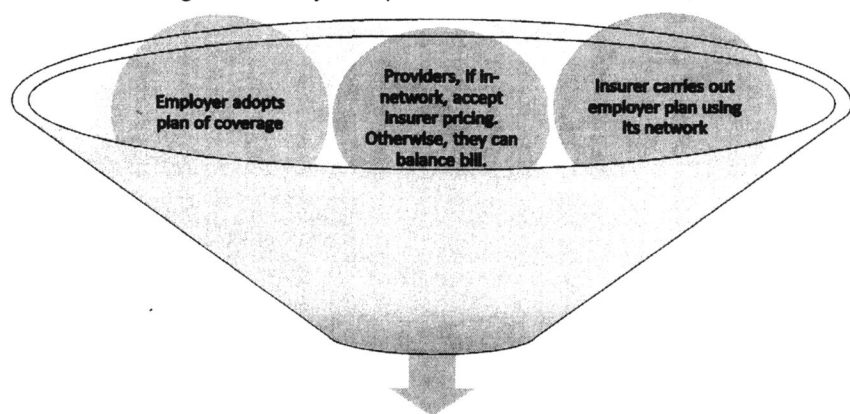 Employer adopts
plan of coverage
Providers, if in-
network, accept
insurer pricing.
Otherwise, they can
balance bill.
Insurer carries out
employer plan using
its network